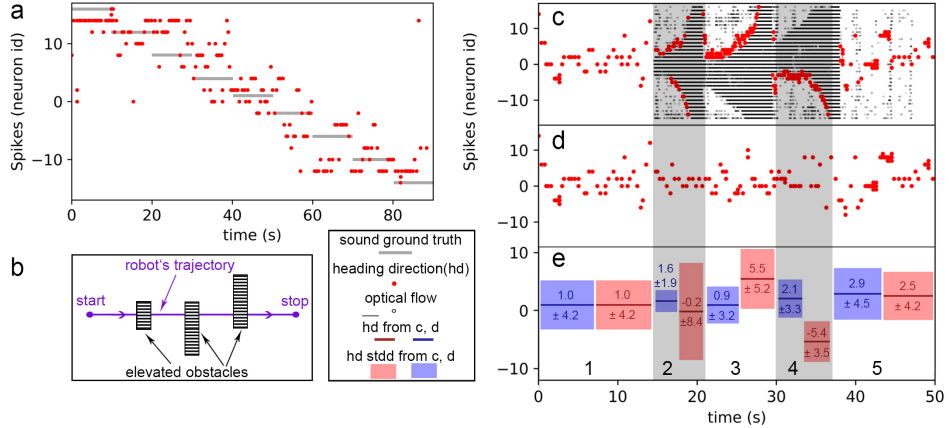 a
Spikes (neuron id)
10
0
−10
0
20
40
60
80
time (s)
b
robot's trajectory
start
stop
elevated obstacles
sound ground truth
heading direction(hd)
optical flow
hd from c, d
hd stdd from c, d
c
Spikes (neuron id)
10
0
−10
d
10
0
−10
e
10
0
−10
1.0
± 4.2
1.0
± 4.2
1.6
±1.9
-0.2
±8.4
0.9
± 3.2
5.5
± 5.2
2.1
±3.3
-5.4
± 3.5
2.9
± 4.5
2.5
± 4.2
1
2
3
4
5
0
10
20
30
40
50
time (s)